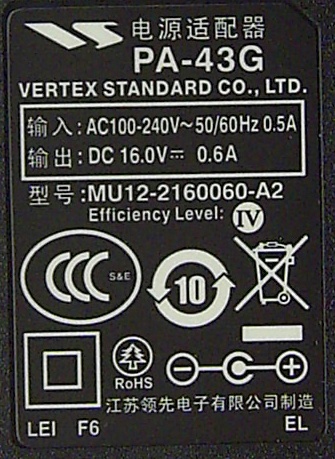 电源适配器
PA-43G
VERTEX STANDARD CO., LTD.
输入:AC100-240V~50/60Hz 0.5A
输出:DC 16.0V⎓ 0.6A
型号:MU12-2160060-A2
Efficiency Level: IV
CCC S&E
10
RoHS
江苏领先电子有限公司制造
LEI F6 EL